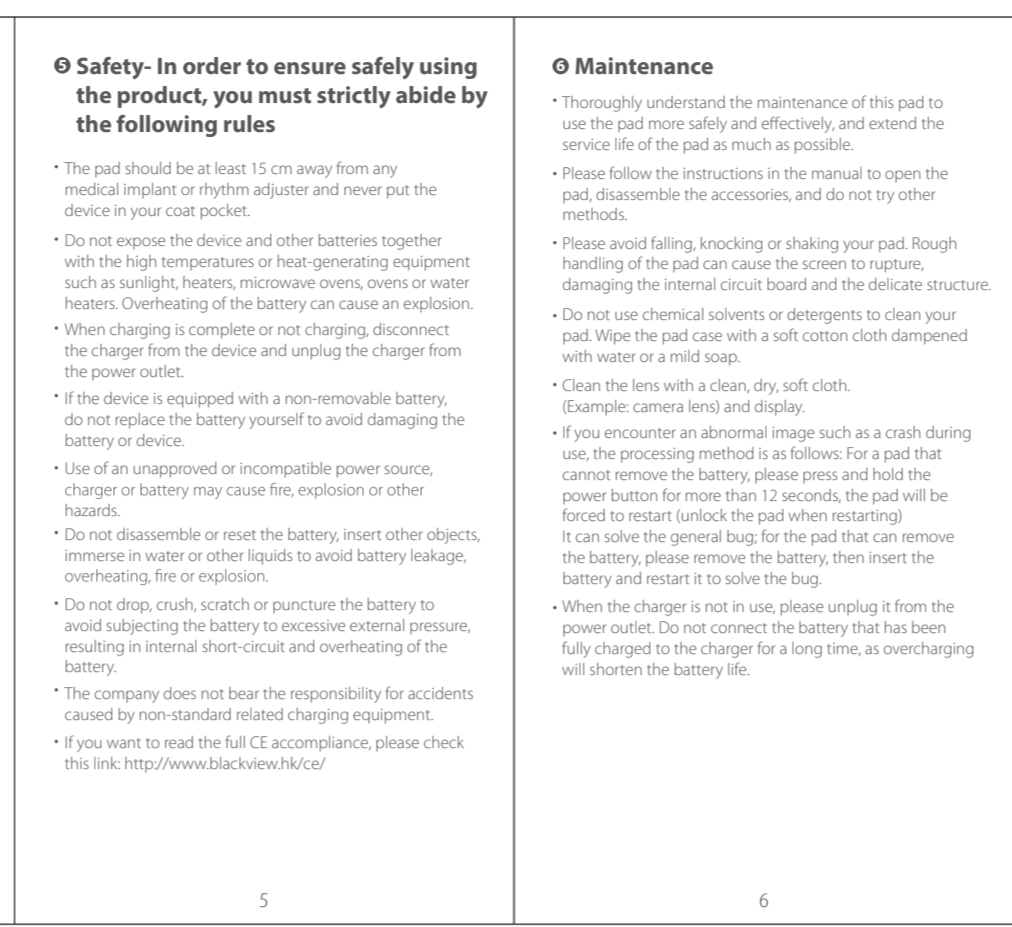 ❺ Safety- In order to ensure safely using
the product, you must strictly abide by
the following rules
• The pad should be at least 15 cm away from any
medical implant or rhythm adjuster and never put the
device in your coat pocket.
• Do not expose the device and other batteries together
with the high temperatures or heat-generating equipment
such as sunlight, heaters, microwave ovens, ovens or water
heaters. Overheating of the battery can cause an explosion.
• When charging is complete or not charging, disconnect
the charger from the device and unplug the charger from
the power outlet.
• If the device is equipped with a non-removable battery,
do not replace the battery yourself to avoid damaging the
battery or device.
• Use of an unapproved or incompatible power source,
charger or battery may cause fire, explosion or other
hazards.
• Do not disassemble or reset the battery, insert other objects,
immerse in water or other liquids to avoid battery leakage,
overheating, fire or explosion.
• Do not drop, crush, scratch or puncture the battery to
avoid subjecting the battery to excessive external pressure,
resulting in internal short-circuit and overheating of the
battery.
• The company does not bear the responsibility for accidents
caused by non-standard related charging equipment.
• If you want to read the full CE accompliance, please check
this link: http://www.blackview.hk/ce/
5
❻ Maintenance
• Thoroughly understand the maintenance of this pad to
use the pad more safely and effectively, and extend the
service life of the pad as much as possible.
• Please follow the instructions in the manual to open the
pad, disassemble the accessories, and do not try other
methods.
• Please avoid falling, knocking or shaking your pad. Rough
handling of the pad can cause the screen to rupture,
damaging the internal circuit board and the delicate structure.
• Do not use chemical solvents or detergents to clean your
pad. Wipe the pad case with a soft cotton cloth dampened
with water or a mild soap.
• Clean the lens with a clean, dry, soft cloth.
(Example: camera lens) and display.
• If you encounter an abnormal image such as a crash during
use, the processing method is as follows: For a pad that
cannot remove the battery, please press and hold the
power button for more than 12 seconds, the pad will be
forced to restart (unlock the pad when restarting)
It can solve the general bug; for the pad that can remove
the battery, please remove the battery, then insert the
battery and restart it to solve the bug.
• When the charger is not in use, please unplug it from the
power outlet. Do not connect the battery that has been
fully charged to the charger for a long time, as overcharging
will shorten the battery life.
6